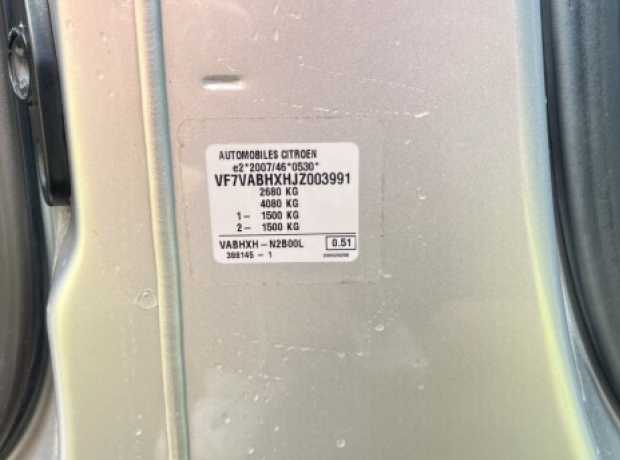 AUTOMOBILES CITROEN
e2*2007/46*0530*
VF7VABHXHJZ003991
2680 KG
4080 KG
1- 1500 KG
2- 1500 KG
VABHXH-N2B00L 0.51
398145 - 1